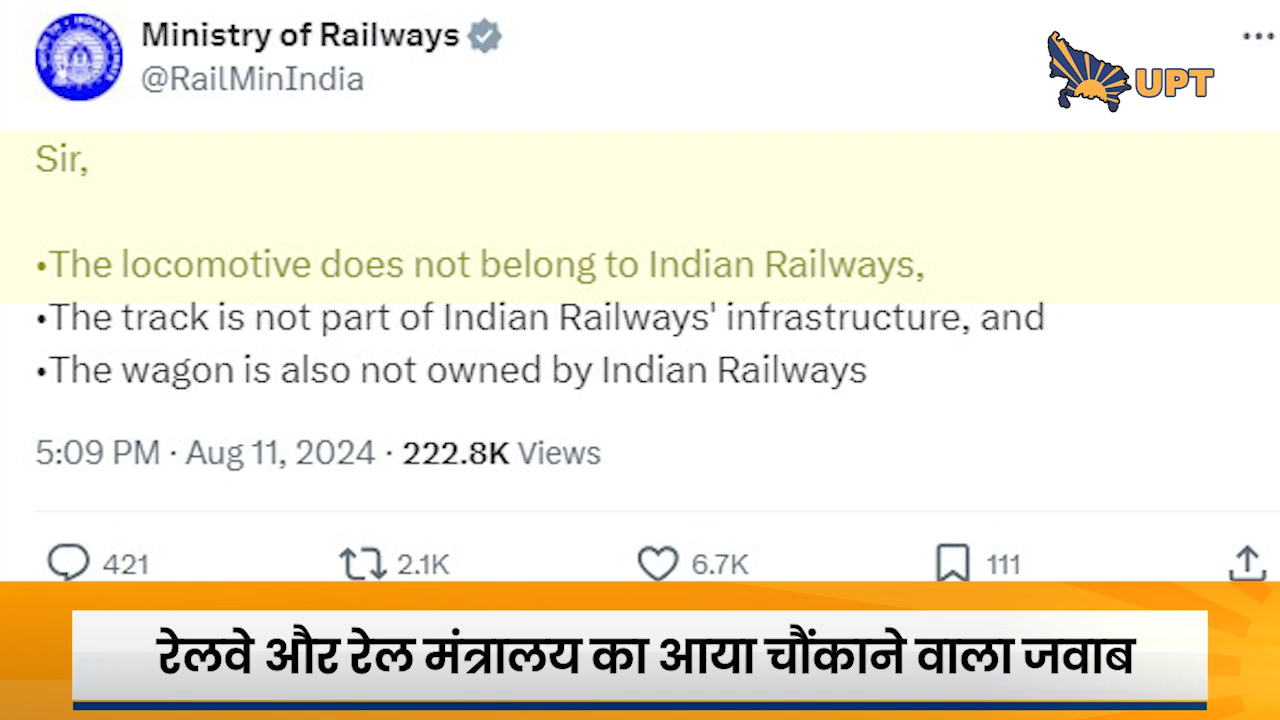 Ministry of Railways
@RailMinIndia
UPT
Sir,
•The locomotive does not belong to Indian Railways,
•The track is not part of Indian Railways' infrastructure, and
•The wagon is also not owned by Indian Railways
5:09 PM · Aug 11, 2024 · 222.8K Views
421 2.1K 6.7K 111
रेलवे और रेल मंत्रालय का आया चौंकाने वाला जवाब